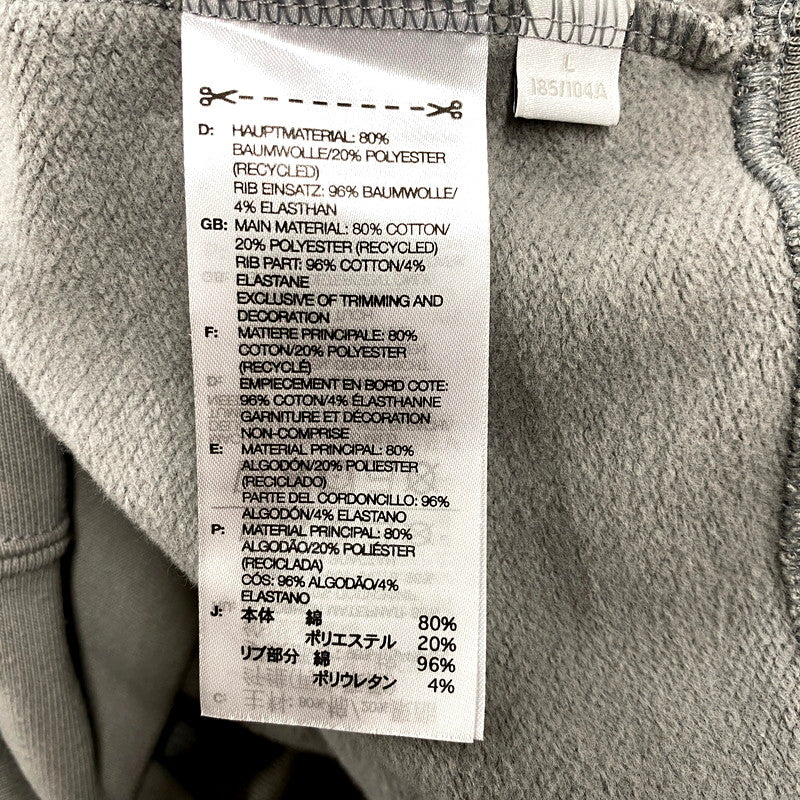 L
185/104A
D: HAUPTMATERIAL: 80%
BAUMWOLLE/20% POLYESTER
(RECYCLED)
RIB EINSATZ: 96% BAUMWOLLE/
4% ELASTHAN
GB: MAIN MATERIAL: 80% COTTON/
20% POLYESTER (RECYCLED)
RIB PART: 96% COTTON/4%
ELASTANE
EXCLUSIVE OF TRIMMING AND
DECORATION
F: MATIERE PRINCIPALE: 80%
COTON/20% POLYESTER
(RECYCLÉ)
EMPIECEMENT EN BORD COTE:
96% COTON/4% ÉLASTHANNE
GARNITURE ET DÉCORATION
NON-COMPRISE
E: MATERIAL PRINCIPAL: 80%
ALGODÓN/20% POLIESTER
(RECICLADO)
PARTE DEL CORDONCILLO: 96%
ALGODÓN/4% ELASTANO
P: MATERIAL PRINCIPAL: 80%
ALGODÃO/20% POLIÉSTER
(RECICLADA)
CÓS: 96% ALGODÃO/4%
ELASTANO
J: 本体 綿 80%
ポリエステル 20%
リブ部分 綿 96%
ポリウレタン 4%